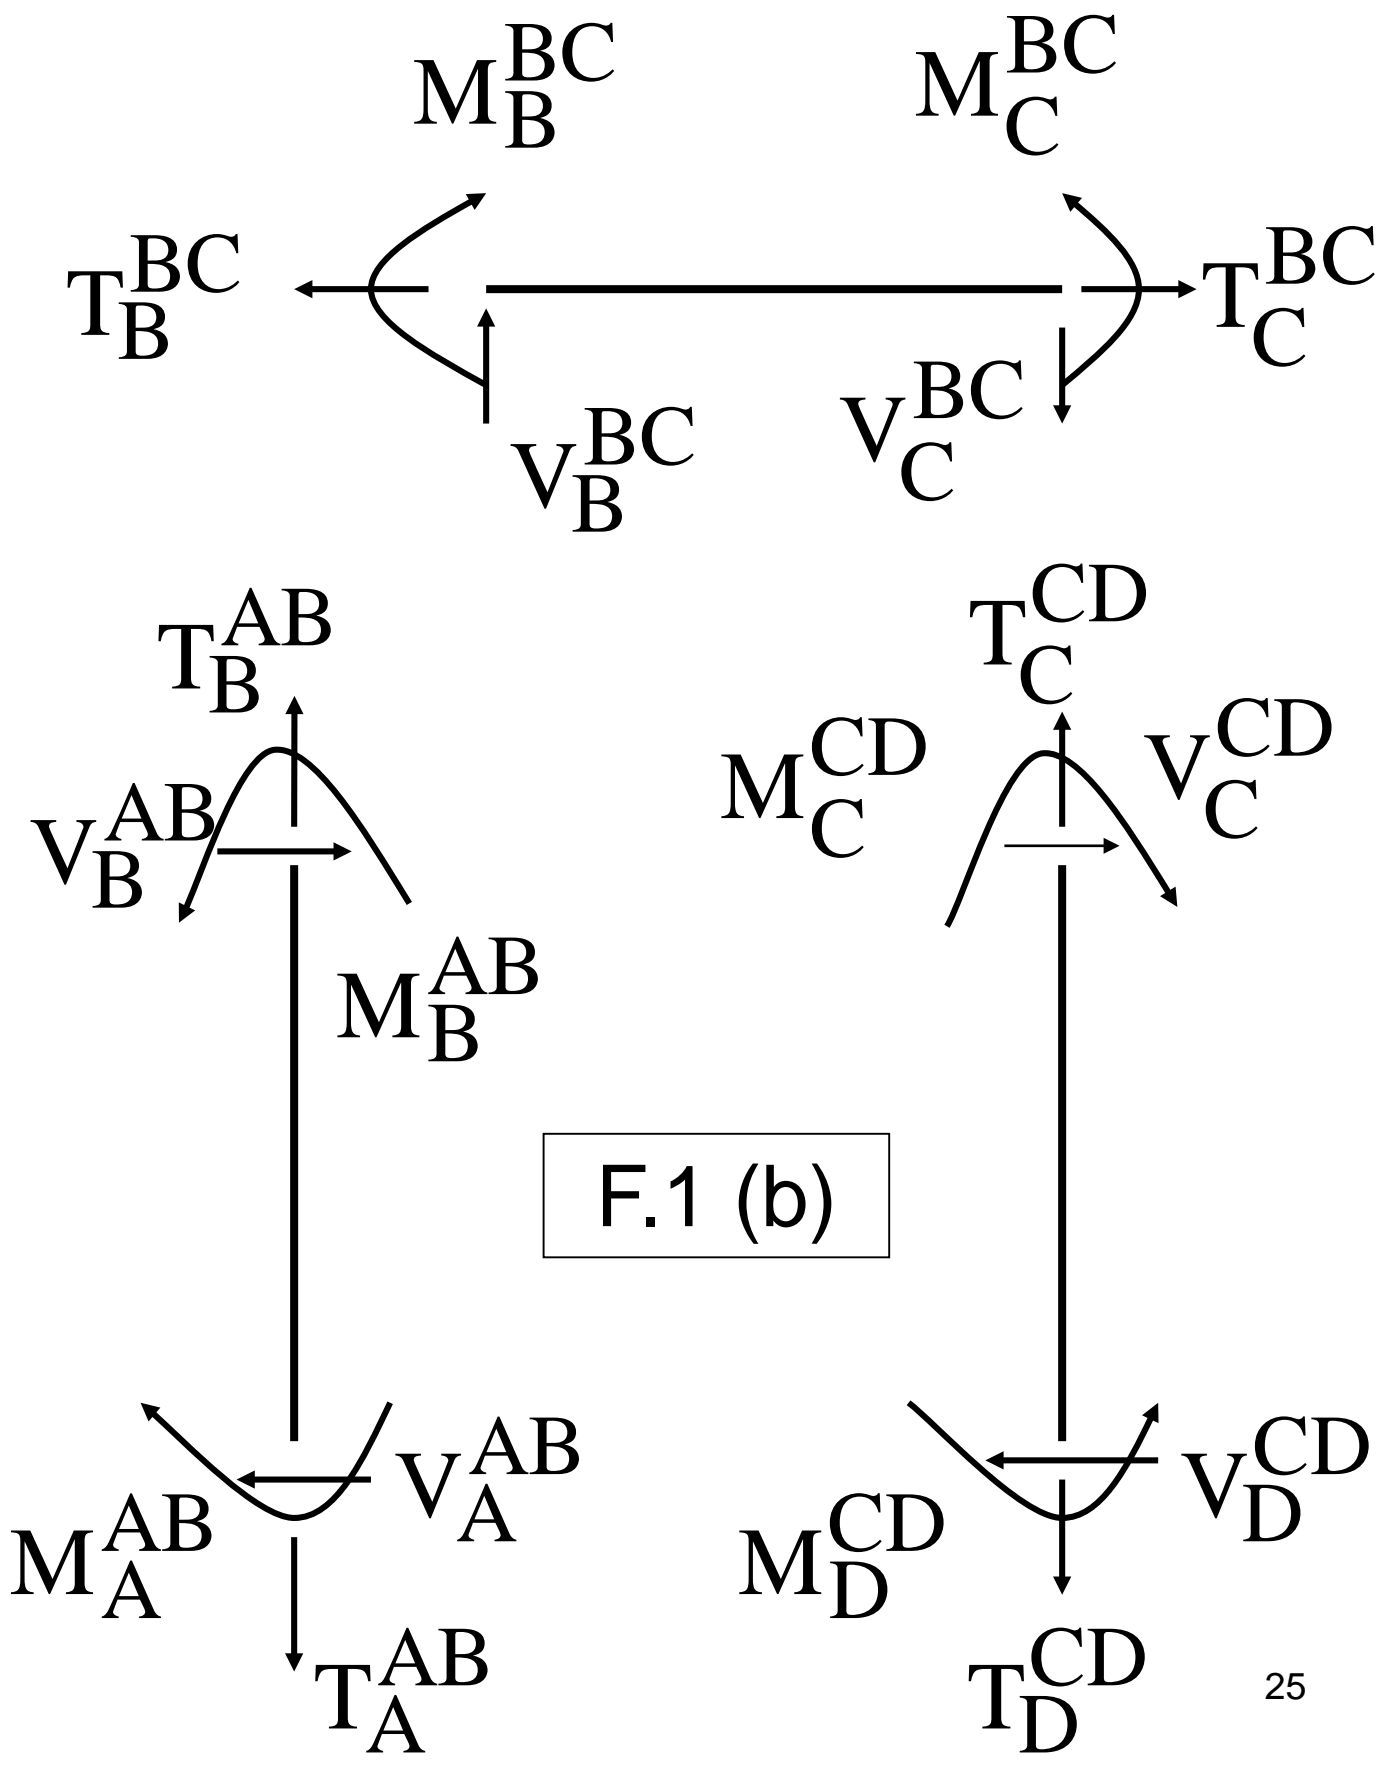 M_B^{BC} M_C^{BC}
T_B^{BC} T_C^{BC}
V_B^{BC} V_C^{BC}
T_B^{AB} T_C^{CD}
V_B^{AB} M_C^{CD} V_C^{CD}
M_B^{AB}
F.1 (b)
V_A^{AB} V_D^{CD}
M_A^{AB} M_D^{CD}
T_A^{AB} T_D^{CD} 25